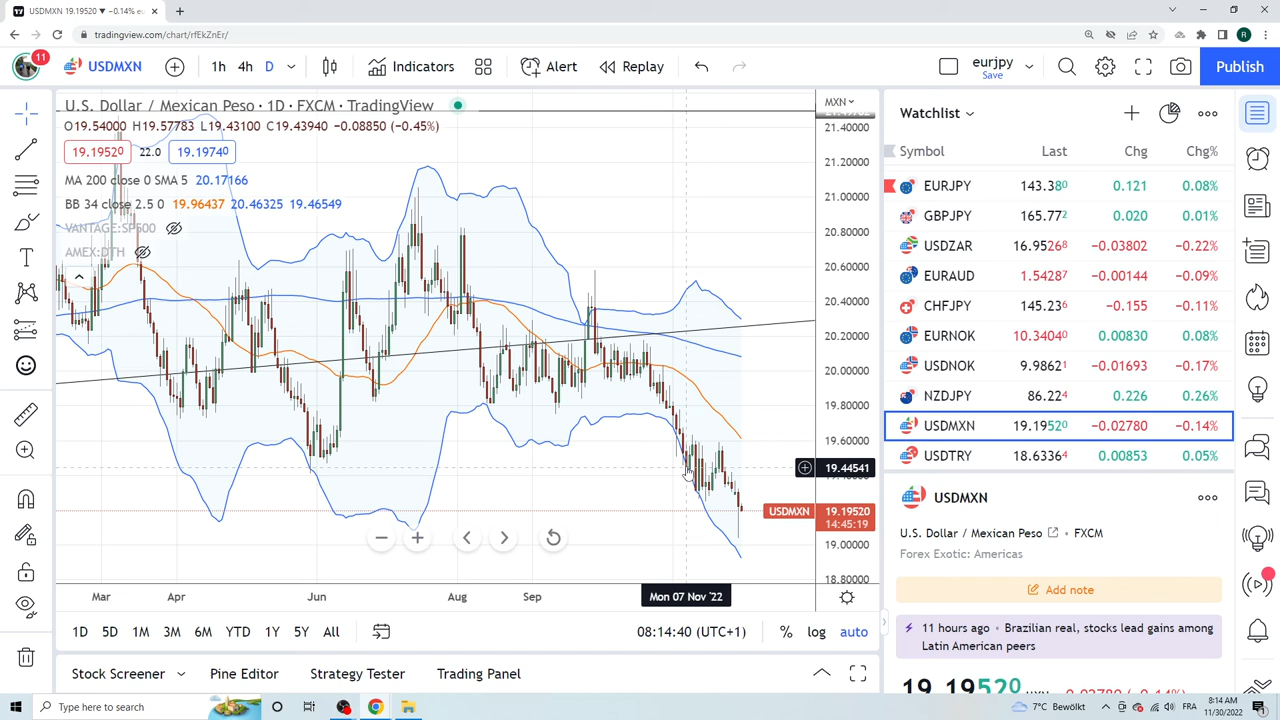 USDMXN 19.19520 ▼ −0.14% eu
tradingview.com/chart/rfEkZnEr/
R
11
USDMXN
1h 4h D
Indicators
Alert
Replay
eurjpy
Save
Publish
U.S. Dollar / Mexican Peso · 1D · FXCM · TradingView
MXN
O19.54000 H19.57783 L19.43100 C19.43940 −0.08850 (−0.45%)
19.19520 22.0 19.19740
MA 200 close 0 SMA 5 20.17166
BB 34 close 2.5 0 19.96437 20.46325 19.46549
VANTAGE:SP500
AMEX:DTH
21.40000
21.20000
21.00000
20.80000
20.60000
20.40000
20.20000
20.00000
19.80000
19.60000
19.44541
USDMXN 19.19520
14:45:19
19.00000
18.80000
Mar Apr Jun Aug Sep Mon 07 Nov '22
1D 5D 1M 3M 6M YTD 1Y 5Y All
08:14:40 (UTC+1) % log auto
Stock Screener Pine Editor Strategy Tester Trading Panel
Watchlist
Symbol Last Chg Chg%
EURJPY 143.380 0.121 0.08%
GBPJPY 165.772 0.020 0.01%
USDZAR 16.95268 −0.03802 −0.22%
EURAUD 1.54287 −0.00144 −0.09%
CHFJPY 145.236 −0.155 −0.11%
EURNOK 10.34040 0.00830 0.08%
USDNOK 9.98621 −0.01693 −0.17%
NZDJPY 86.224 0.226 0.26%
USDMXN 19.19520 −0.02780 −0.14%
USDTRY 18.63364 0.00853 0.05%
USDMXN
U.S. Dollar / Mexican Peso · FXCM
Forex Exotic: Americas
Add note
11 hours ago · Brazilian real, stocks lead gains among
Latin American peers
19.19520
Type here to search
7°C Bewölkt
FRA
8:14 AM
11/30/2022